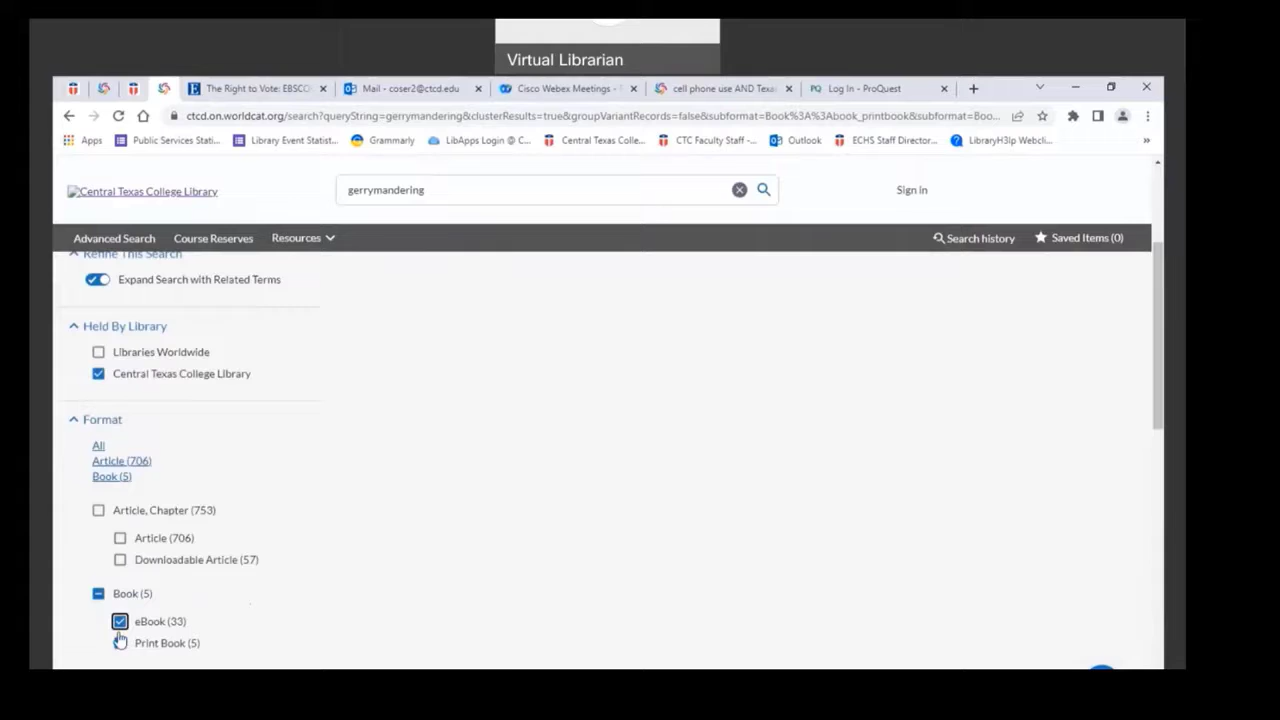 Virtual Librarian
The Right to Vote: EBSCO
Mail - coser2@ctcd.edu
Cisco Webex Meetings -
cell phone use AND Texa
Log In - ProQuest
ctcd.on.worldcat.org/search?queryString=gerrymandering&clusterResults=true&groupVariantRecords=false&subformat=Book%3A%3Abook_printbook&subformat=Boo...
Apps
Public Services Stati...
Library Event Statist...
Grammarly
LibApps Login @ C...
Central Texas Colle...
CTC Faculty Staff -...
Outlook
ECHS Staff Director...
LibraryH3lp Webcli...
»
Central Texas College Library
gerrymandering
Sign in
Advanced Search
Course Reserves
Resources
Search history
Saved Items (0)
Refine This Search
Expand Search with Related Terms
Held By Library
Libraries Worldwide
Central Texas College Library
Format
All
Article (706)
Book (5)
Article, Chapter (753)
Article (706)
Downloadable Article (57)
Book (5)
eBook (33)
Print Book (5)